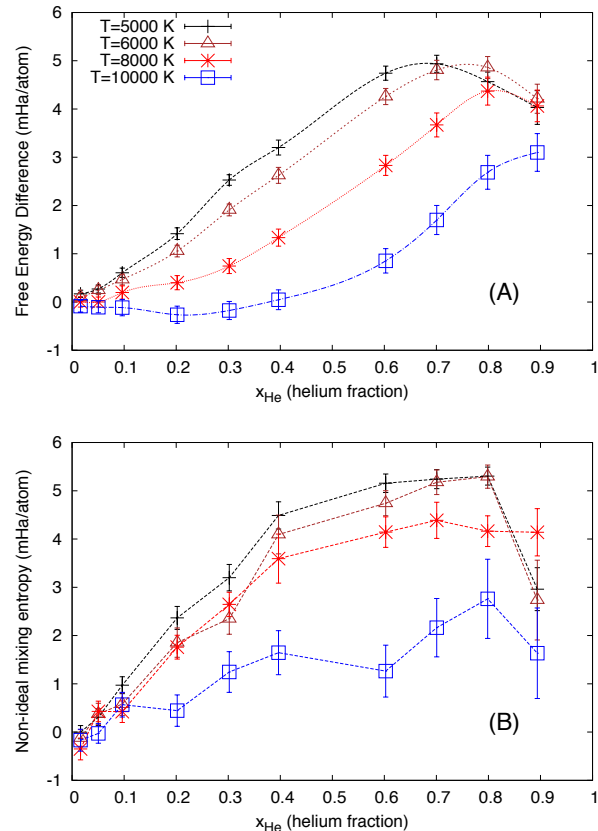 T=5000 K
T=6000 K
T=8000 K
T=10000 K
Free Energy Difference (mHa/atom)
6
5
4
3
2
1
0
-1
(A)
0 0.1 0.2 0.3 0.4 0.5 0.6 0.7 0.8 0.9 1
xHe (helium fraction)
Non-ideal mixing entropy (mHa/atom)
6
5
4
3
2
1
0
-1
(B)
0 0.1 0.2 0.3 0.4 0.5 0.6 0.7 0.8 0.9 1
xHe (helium fraction)